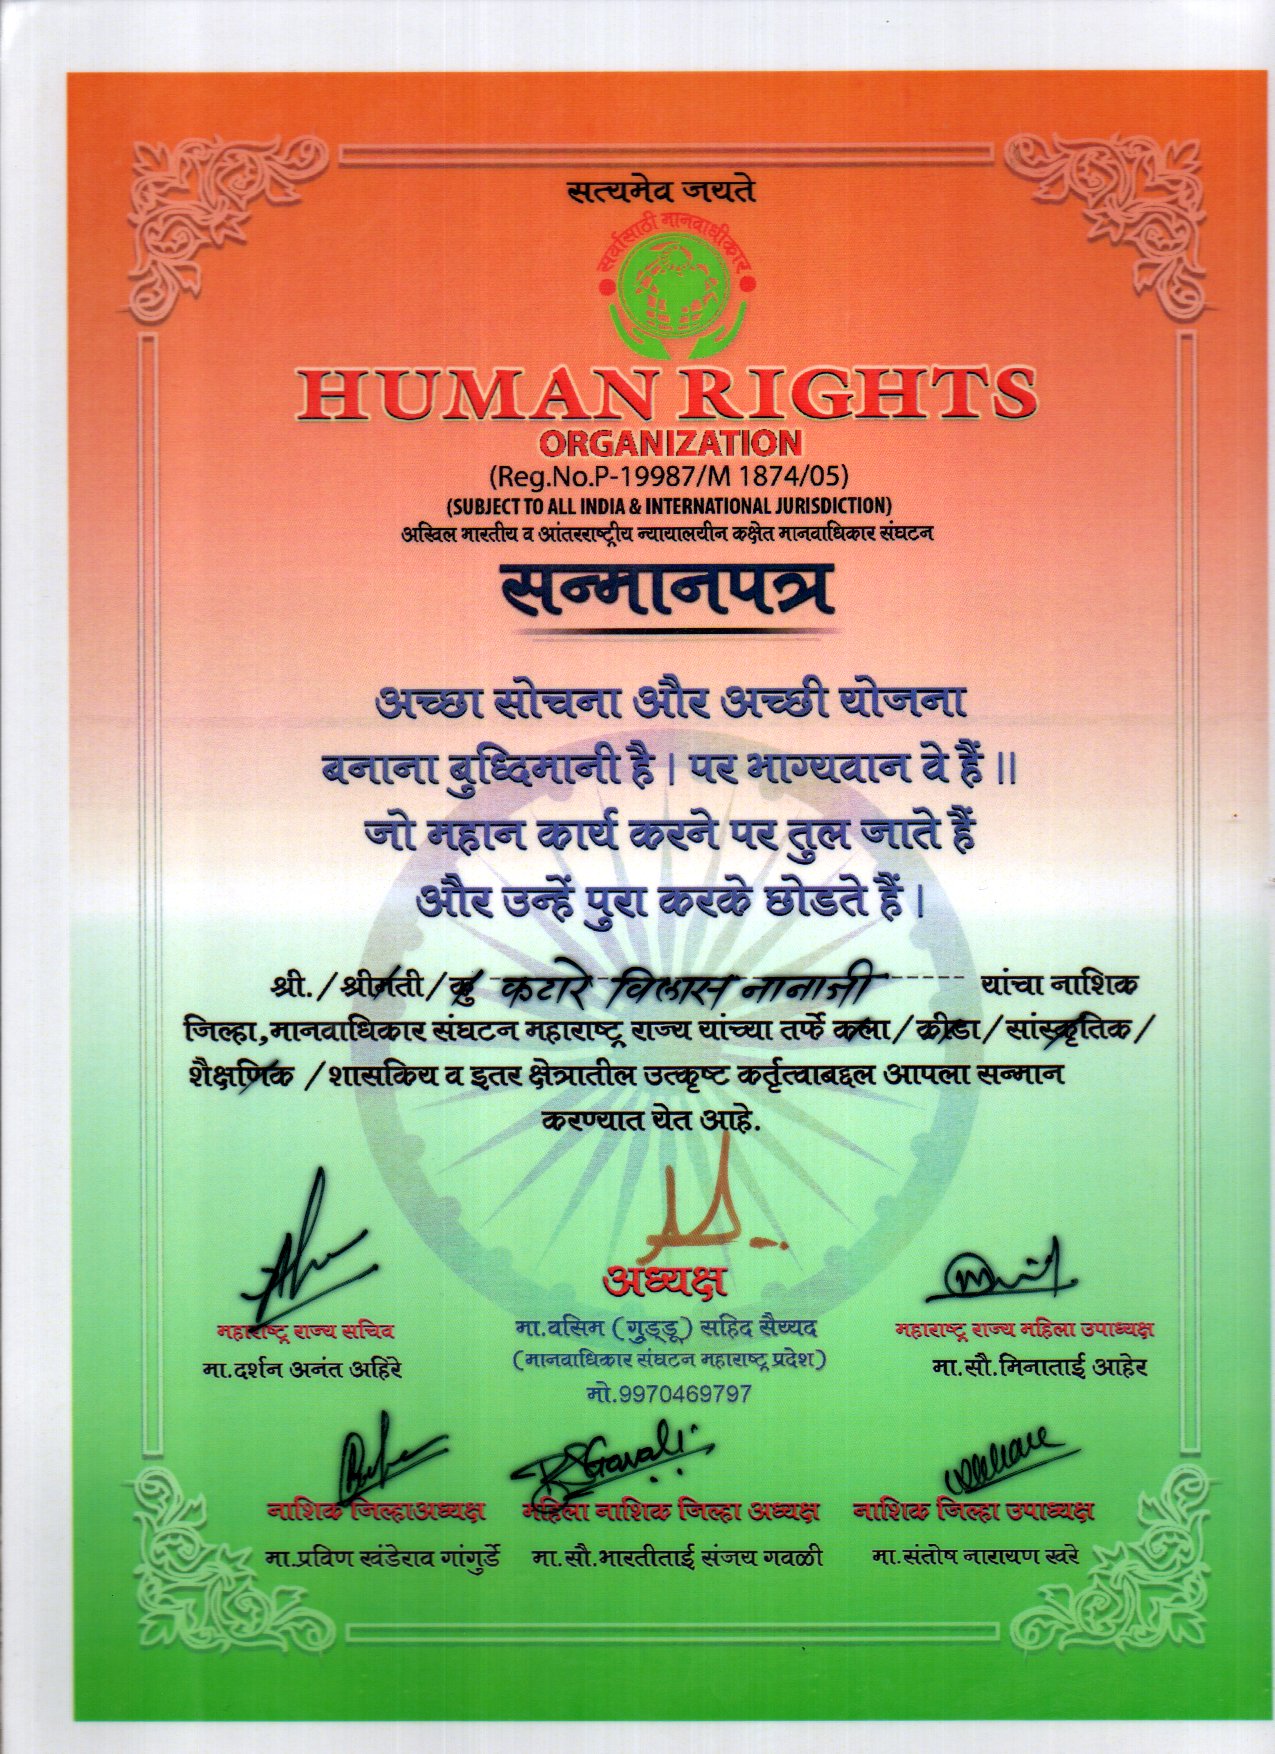 सत्यमेव जयते
सर्वांसाठी मानवाधीकार
HUMAN RIGHTS
ORGANIZATION
(Reg.No.P-19987/M 1874/05)
(SUBJECT TO ALL INDIA & INTERNATIONAL JURISDICTION)
अखिल भारतीय व आंतरराष्ट्रीय न्यायालयीन कक्षेत मानवाधिकार संघटन
सन्मानपत्र
अच्छा सोचना और अच्छी योजना
बनाना बुध्दिमानी है | पर भाग्यवान वे हैं ||
जो महान कार्य करने पर तुल जाते हैं
और उन्हें पुरा करके छोडते हैं |
श्री./श्रीमती/कु कटारे विलास नानाजी यांचा नाशिक
जिल्हा,मानवाधिकार संघटन महाराष्ट्र राज्य यांच्या तर्फे कला/क्रीडा/सांस्कृतिक/
शैक्षणिक /शासकिय व इतर क्षेत्रातील उत्कृष्ट कर्तृत्वाबद्दल आपला सन्मान
करण्यात येत आहे.
अध्यक्ष
महाराष्ट्र राज्य सचिव मा.वसिम (गुड्डू) सहिद सैय्यद महाराष्ट्र राज्य महिला उपाध्यक्ष
मा.दर्शन अनंत अहिरे (मानवाधिकार संघटन महाराष्ट्र प्रदेश) मा.सौ.मिनाताई आहेर
मो.9970469797
RSGavali
नाशिक जिल्हाअध्यक्ष महिला नाशिक जिल्हा अध्यक्ष नाशिक जिल्हा उपाध्यक्ष
मा.प्रविण खंडेराव गांगुर्डे मा.सौ.भारतीताई संजय गवळी मा.संतोष नारायण खरे